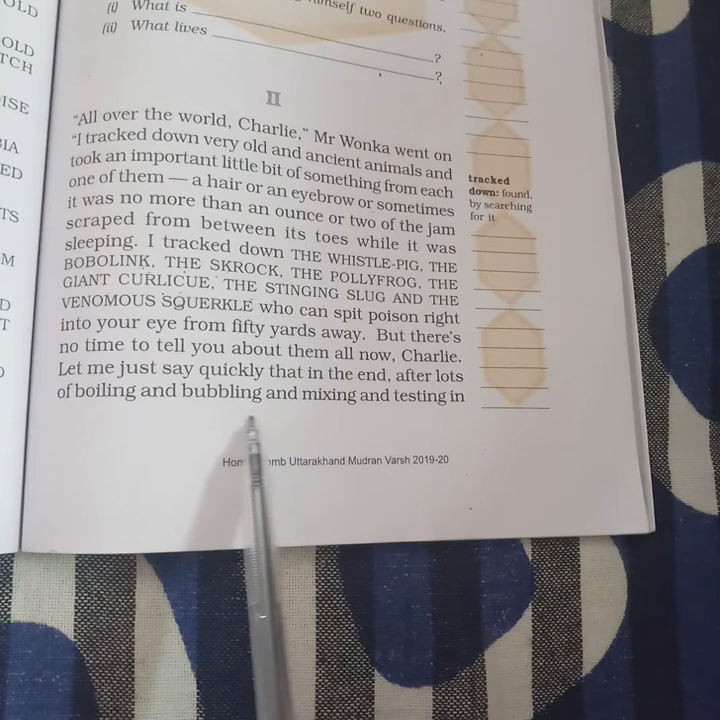 OLD
OLD
TCH
ISE
BIA
ED
TS
M
D
T
himself two questions.
(i) What is ?
(ii) What lives ?
II
"All over the world, Charlie," Mr Wonka went on
"I tracked down very old and ancient animals and
took an important little bit of something from each
one of them — a hair or an eyebrow or sometimes
it was no more than an ounce or two of the jam
scraped from between its toes while it was
sleeping. I tracked down THE WHISTLE-PIG, THE
BOBOLINK, THE SKROCK, THE POLLYFROG, THE
GIANT CURLICUE, THE STINGING SLUG AND THE
VENOMOUS SQUERKLE who can spit poison right
into your eye from fifty yards away. But there's
no time to tell you about them all now, Charlie.
Let me just say quickly that in the end, after lots
of boiling and bubbling and mixing and testing in
tracked
down: found,
by searching
for it
Uttarakhand Mudran Varsh 2019-20